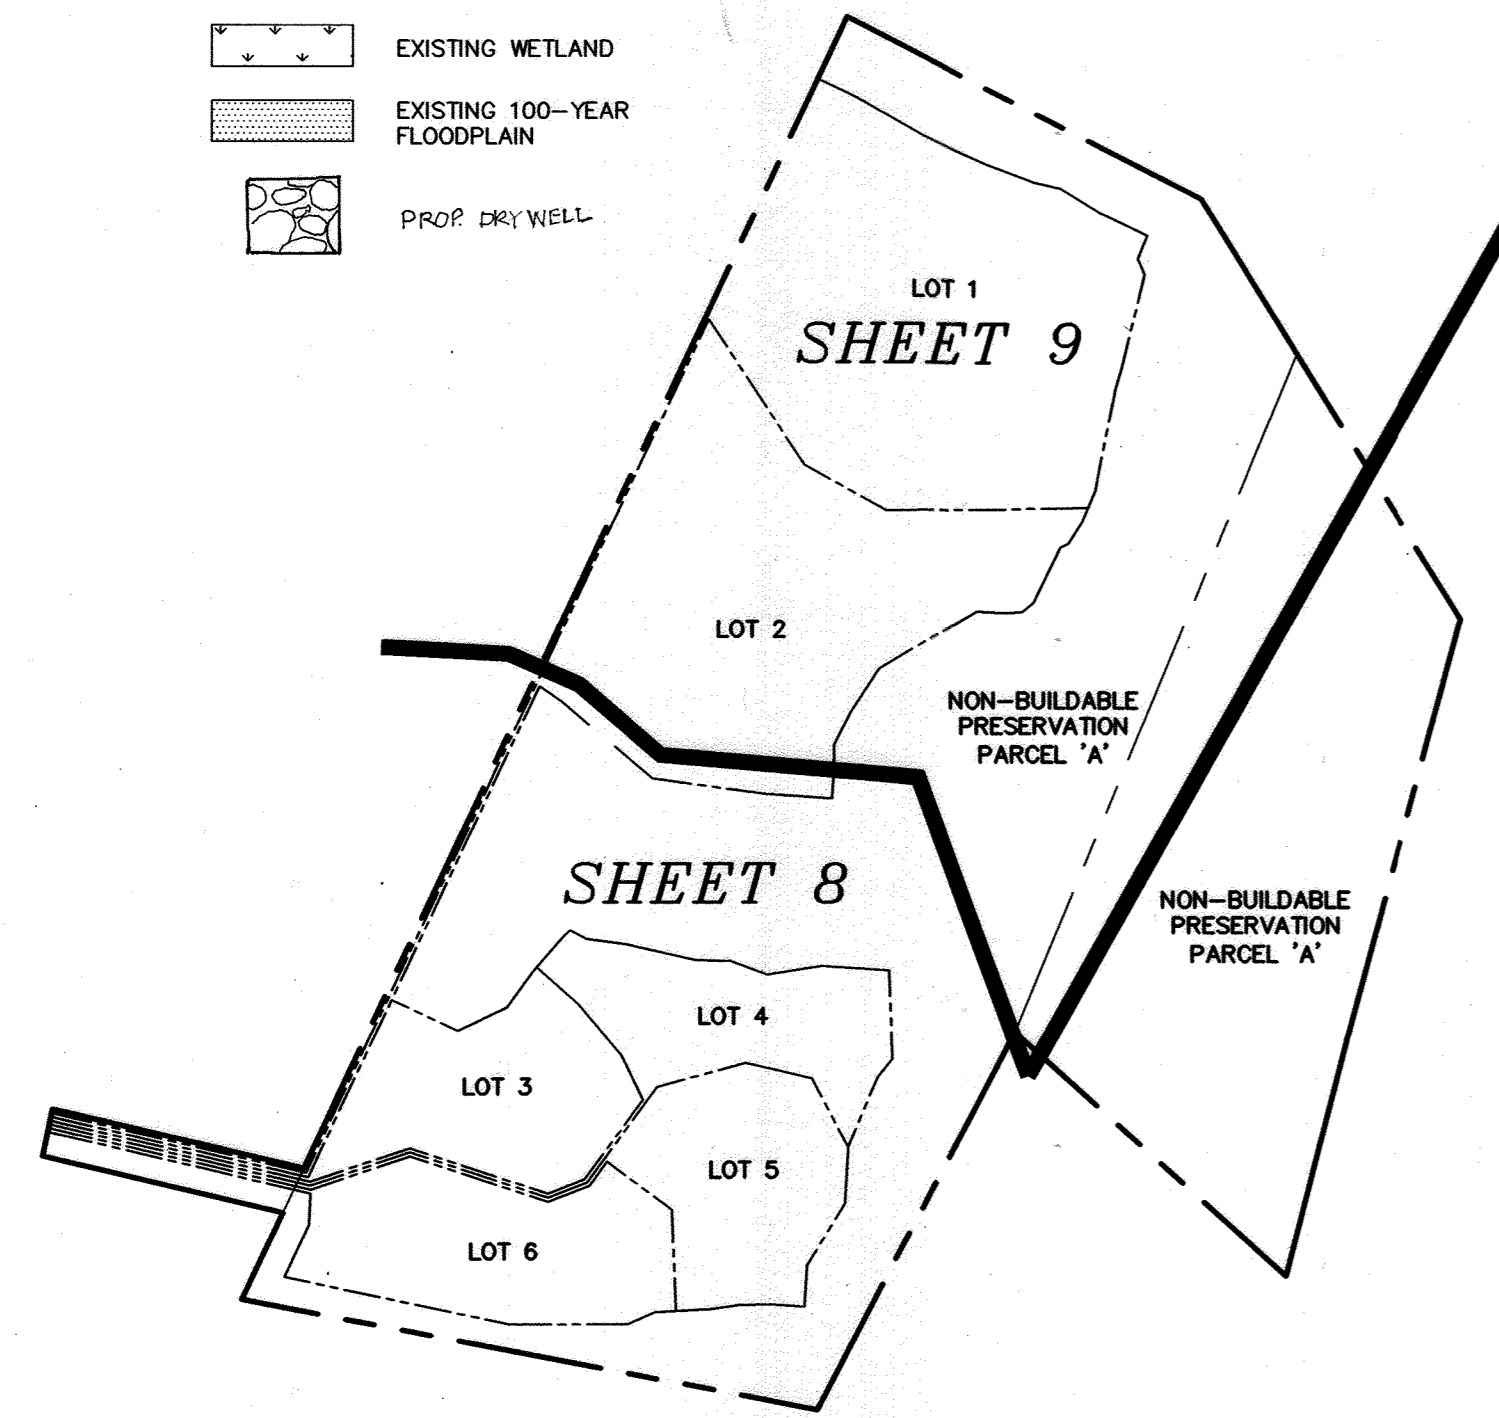 EXISTING WETLAND
EXISTING 100-YEAR
FLOODPLAIN
PROP. DRYWELL
LOT 1
SHEET 9
LOT 2
NON-BUILDABLE
PRESERVATION
PARCEL 'A'
SHEET 8
NON-BUILDABLE
PRESERVATION
PARCEL 'A'
LOT 4
LOT 3
LOT 5
LOT 6